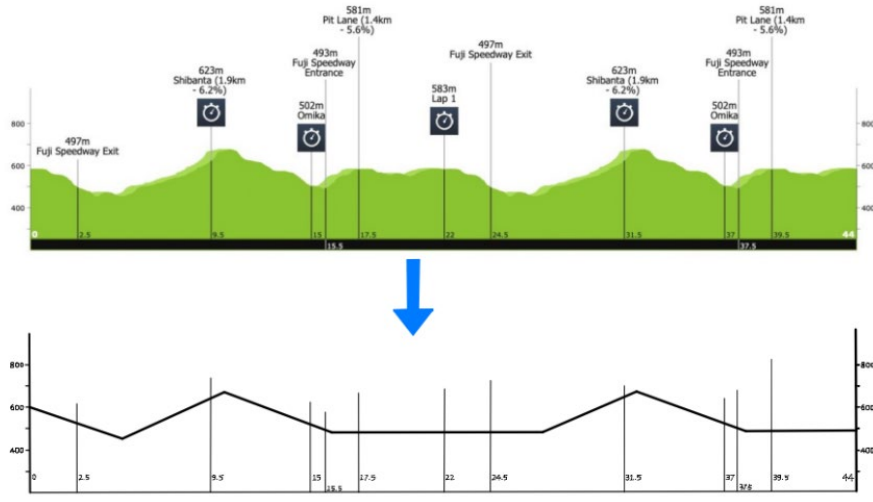 581m
Pit Lane (1.4km
- 5.6%)
493m
Fuji Speedway
Entrance
623m
Shibanta (1.9km
- 6.2%)
502m
Omika
497m
Fuji Speedway Exit
583m
Lap 1
497m
Fuji Speedway Exit
623m
Shibanta (1.9km
- 6.2%)
502m
Omika
493m
Fuji Speedway
Entrance
581m
Pit Lane (1.4km
- 5.6%)
800 800
600 600
400 400
0 2.5 9.5 15 17.5 22 24.5 31.5 37 39.5 44
15.5 37.5
800 800
600 600
400 400
0 2.5 9.5 15 17.5 22 24.5 31.5 37 39.5 44
15.5 37.5